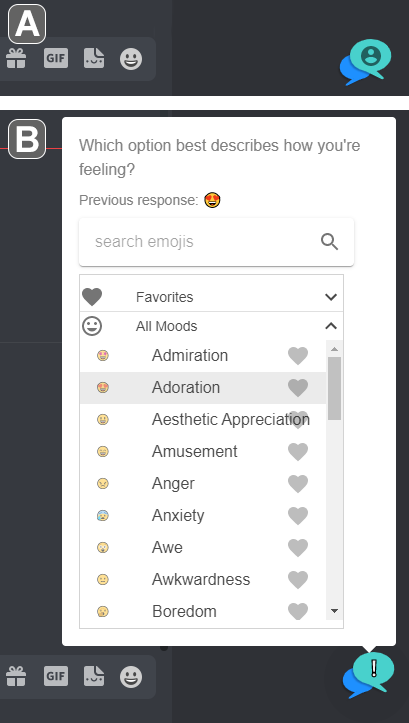 A
GIF
B
Which option best describes how you're
feeling?
Previous response:
search emojis
Favorites
All Moods
Admiration
Adoration
Aesthetic Appreciation
Amusement
Anger
Anxiety
Awe
Awkwardness
Boredom
GIF
!